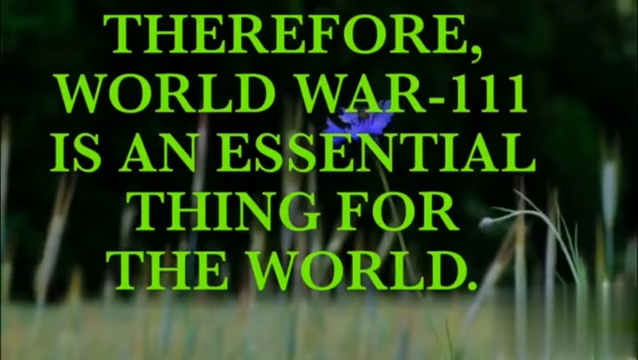 THEREFORE,
WORLD WAR-111
IS AN ESSENTIAL
THING FOR
THE WORLD.